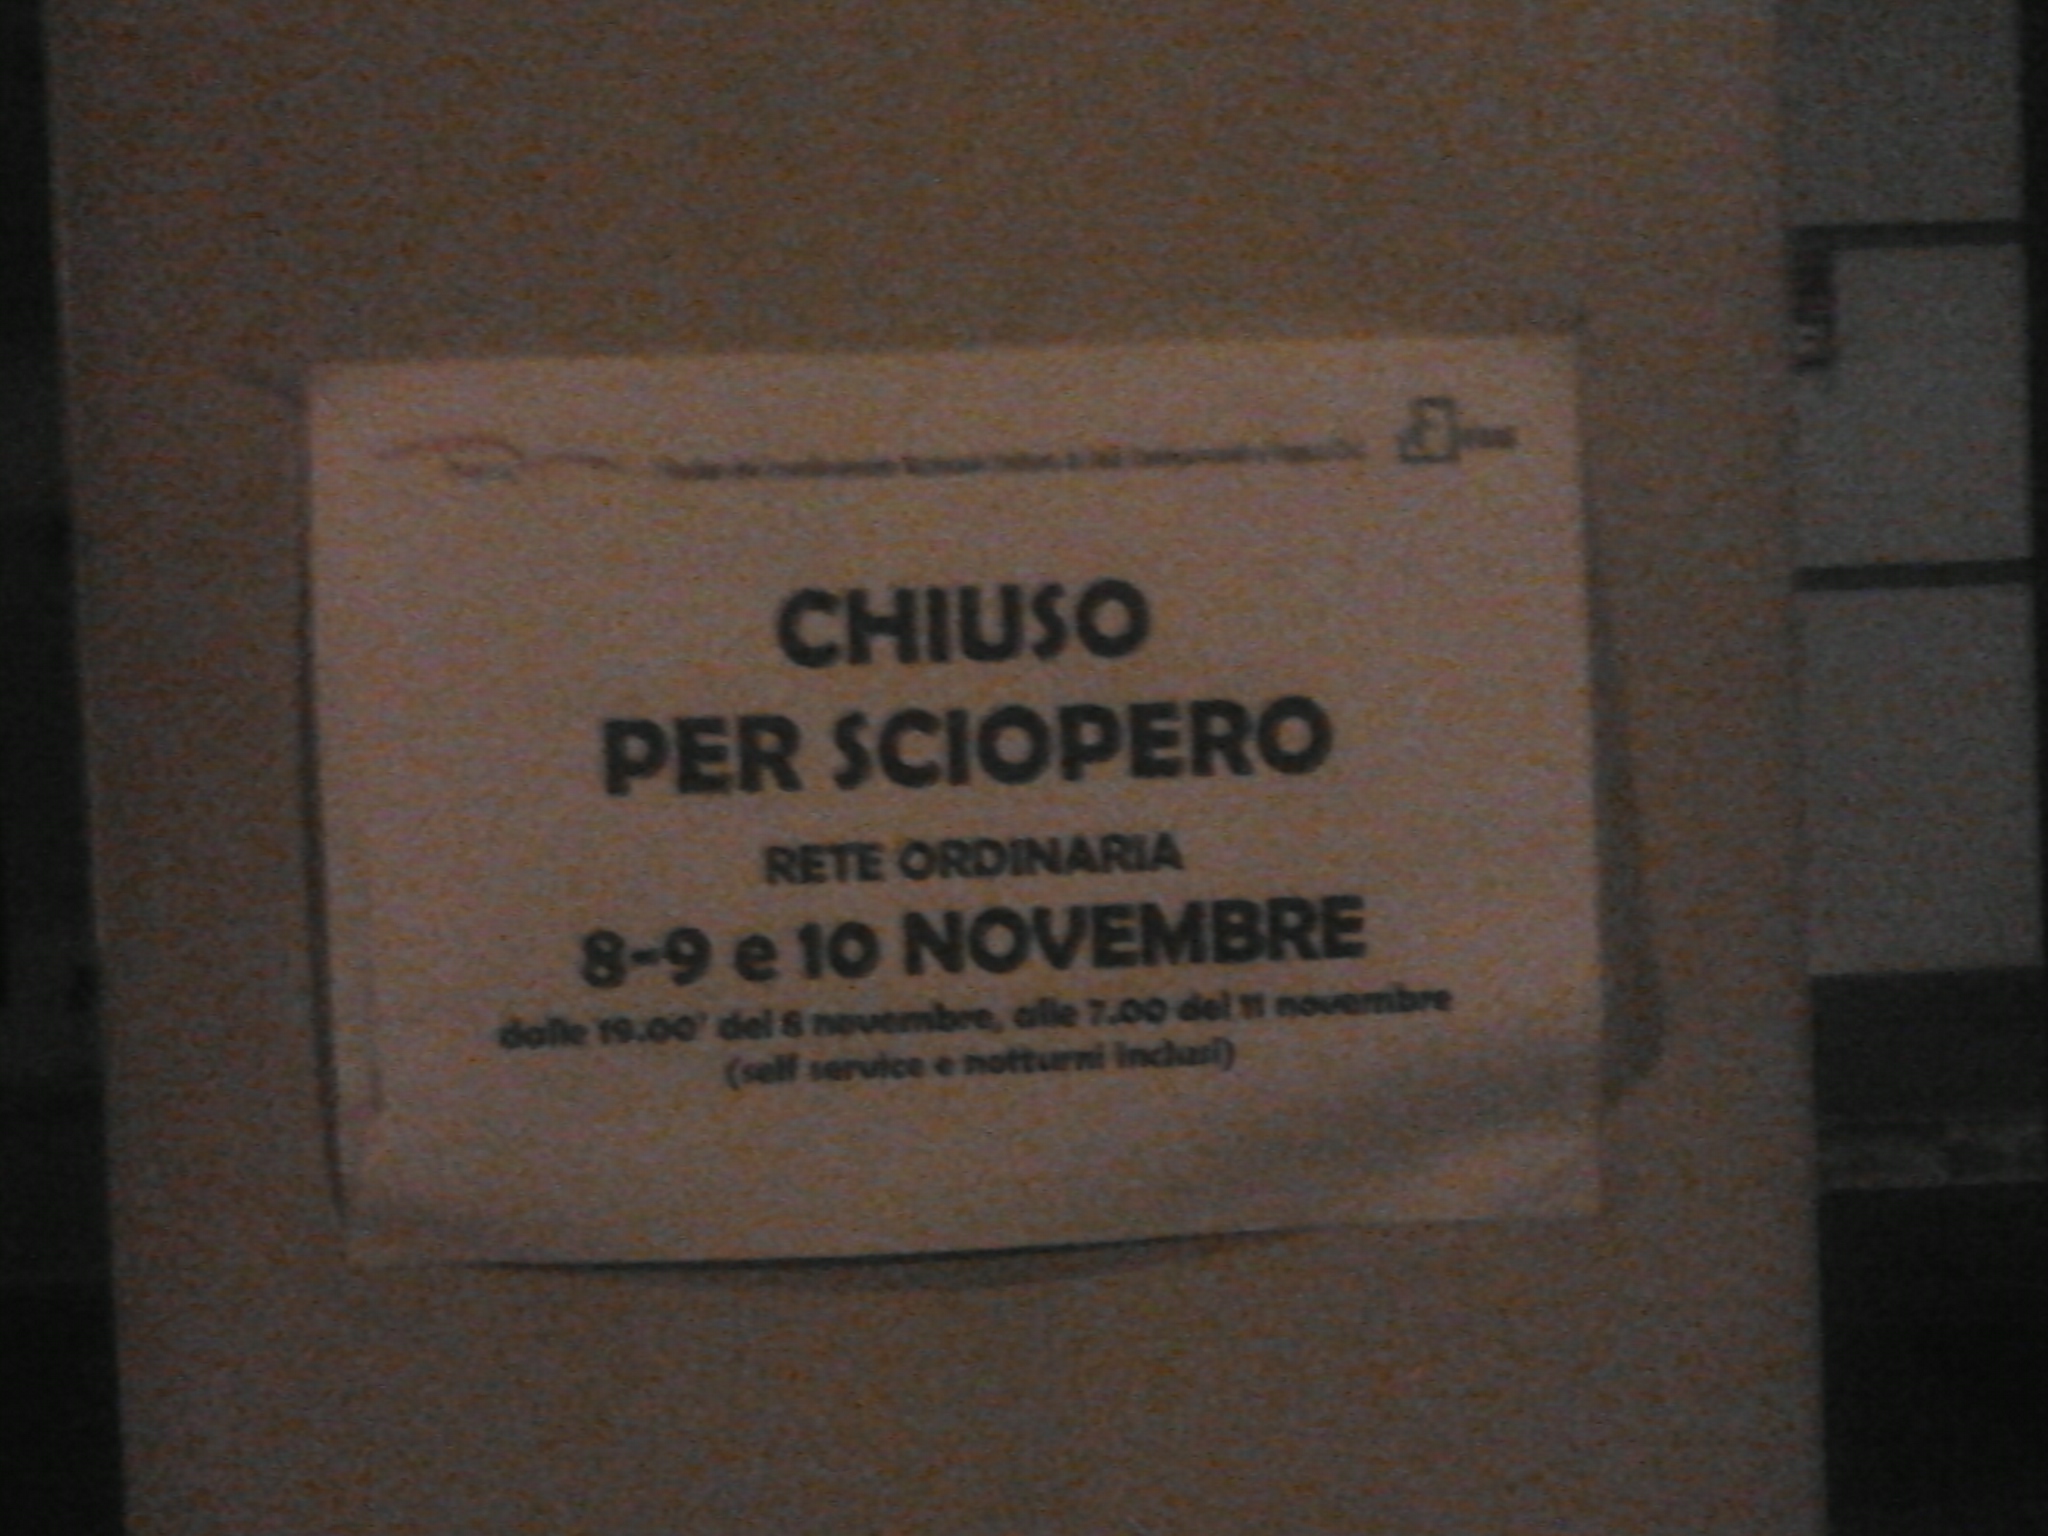 CHIUSO
PER SCIOPERO
RETE ORDINARIA
8-9 e 10 NOVEMBRE
dalle 19.00' del 8 novembre, alle 7.00 del 11 novembre
(self service e notturni inclusi)